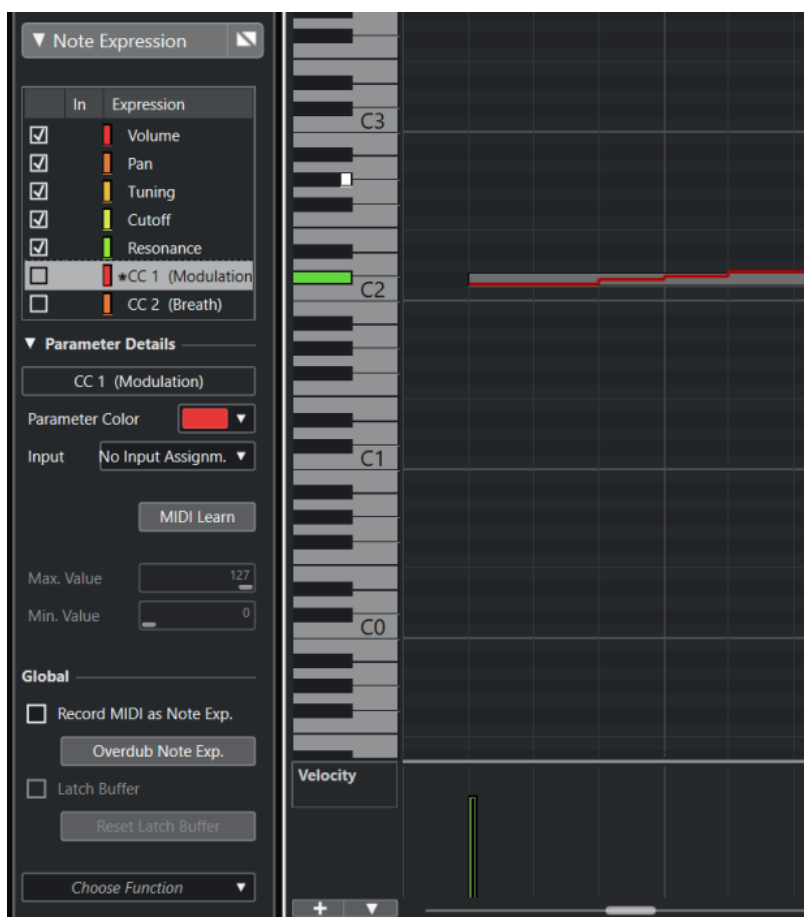 Note Expression
In Expression
Volume
Pan
Tuning
Cutoff
Resonance
*CC 1 (Modulation
CC 2 (Breath)
Parameter Details
CC 1 (Modulation)
Parameter Color
Input No Input Assignm.
MIDI Learn
Max. Value 127
Min. Value 0
Global
Record MIDI as Note Exp.
Overdub Note Exp.
Latch Buffer
Reset Latch Buffer
Choose Function
C3
C2
C1
C0
Velocity